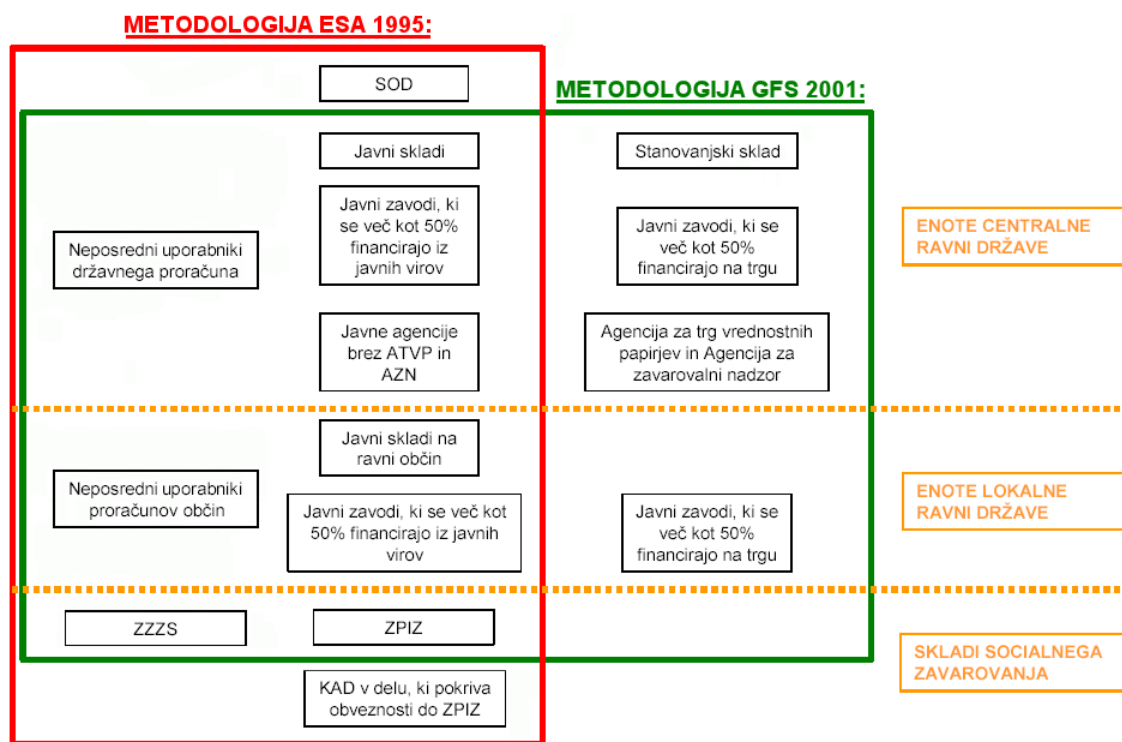 METODOLOGIJA ESA 1995:
SOD
METODOLOGIJA GFS 2001:
Javni skladi
Stanovanjski sklad
Neposredni uporabniki
državnega proračuna
Javni zavodi, ki
se več kot 50%
financirajo iz
javnih virov
Javni zavodi, ki se
več kot 50%
financirajo na trgu
ENOTE CENTRALNE
RAVNI DRŽAVE
Javne agencije
brez ATVP in
AZN
Agencija za trg vrednostnih
papirjev in Agencija za
zavarovalni nadzor
Javni skladi na
ravni občin
Neposredni uporabniki
proračunov občin
Javni zavodi, ki se več kot
50% financirajo iz javnih
virov
Javni zavodi, ki se
več kot 50%
financirajo na trgu
ENOTE LOKALNE
RAVNI DRŽAVE
ZZZS
ZPIZ
SKLADI SOCIALNEGA
ZAVAROVANJA
KAD v delu, ki pokriva
obveznosti do ZPIZ